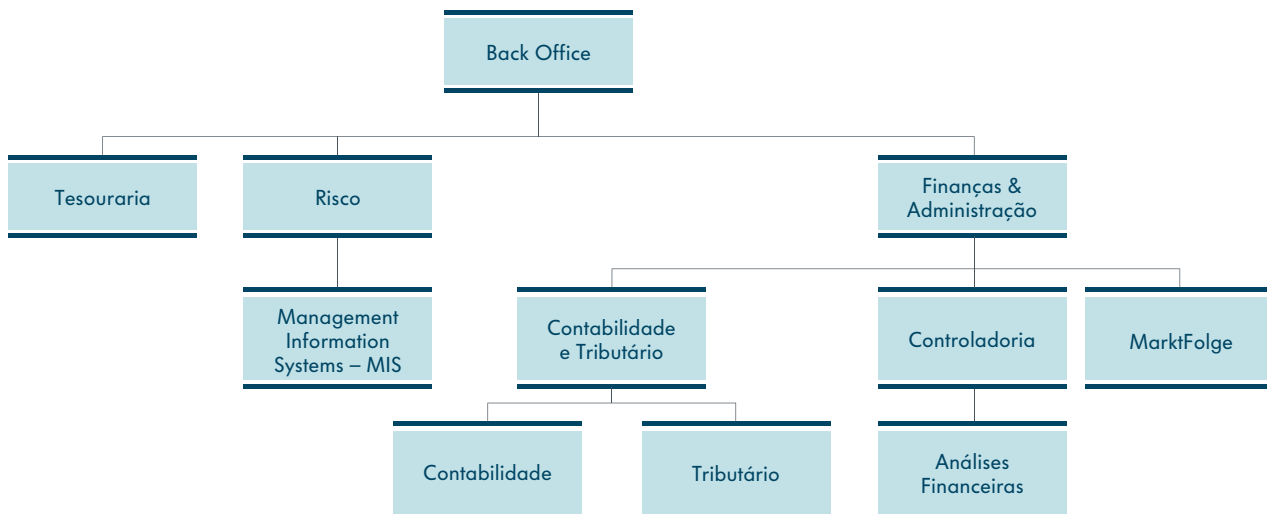 Back Office
Tesouraria
Risco
Finanças &
Administração
Management
Information
Systems – MIS
Contabilidade
e Tributário
Controladoria
MarktFolge
Contabilidade
Tributário
Análises
Financeiras